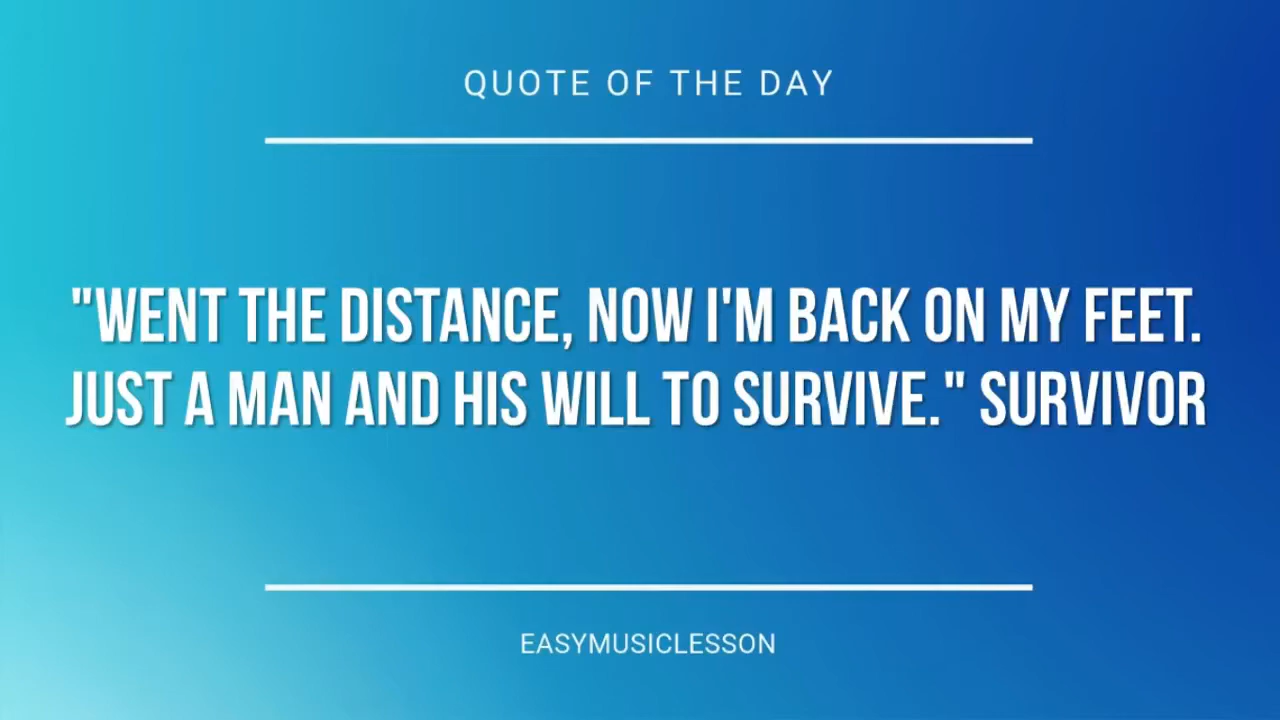 QUOTE OF THE DAY
"WENT THE DISTANCE, NOW I'M BACK ON MY FEET.
JUST A MAN AND HIS WILL TO SURVIVE." SURVIVOR
EASYMUSICLESSON